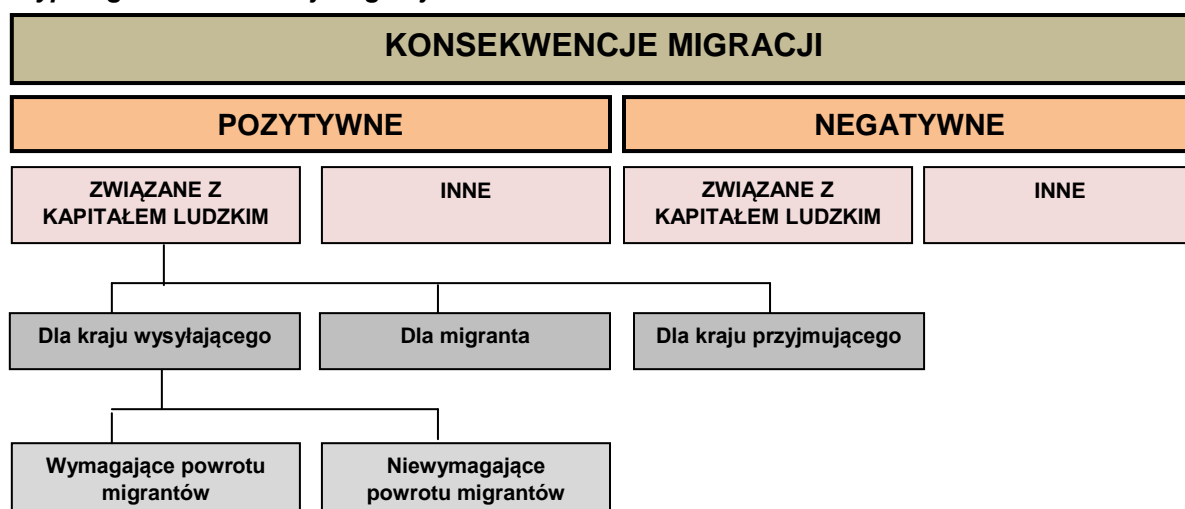 KONSEKWENCJE MIGRACJI
POZYTYWNE
NEGATYWNE
ZWIĄZANE Z
KAPITAŁEM LUDZKIM
INNE
ZWIĄZANE Z
KAPITAŁEM LUDZKIM
INNE
Dla kraju wysyłającego
Dla migranta
Dla kraju przyjmującego
Wymagające powrotu
migrantów
Niewymagające
powrotu migrantów